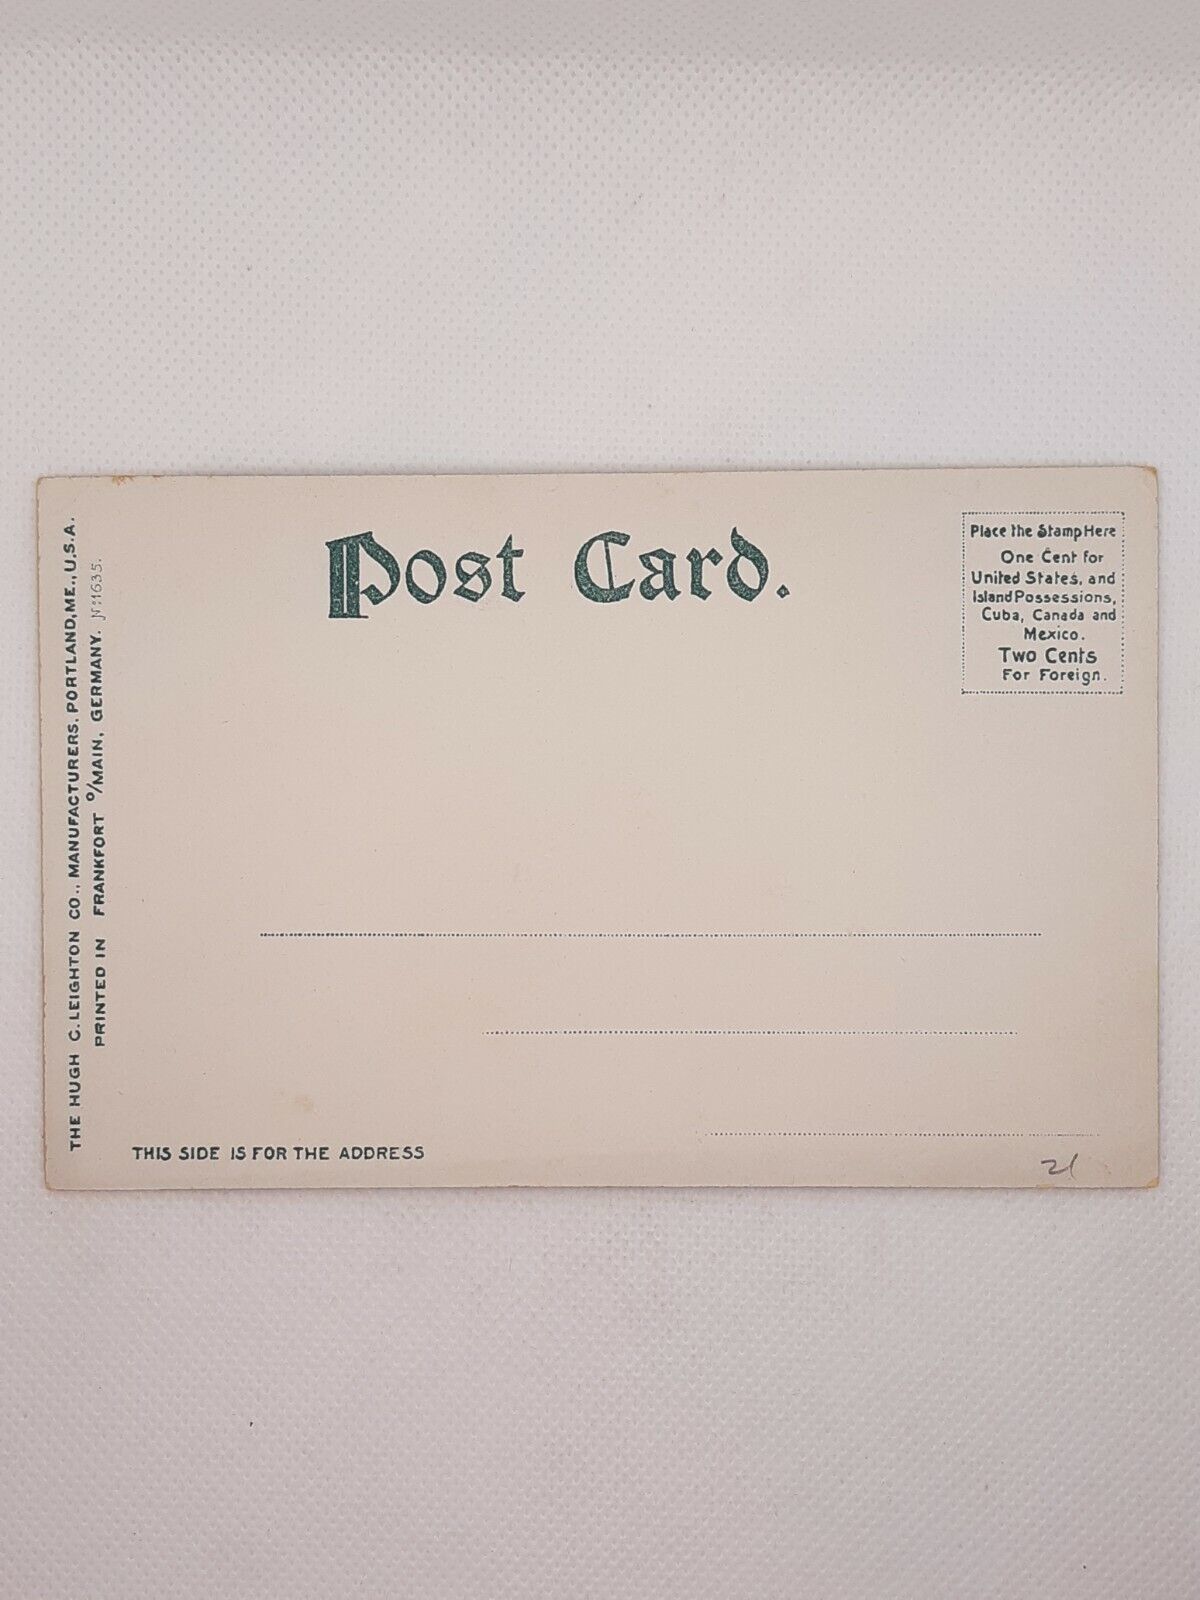 THE HUGH C. LEIGHTON CO., MANUFACTURERS, PORTLAND, ME., U.S.A.
PRINTED IN FRANKFORT O/MAIN, GERMANY. No 1635.
Post Card.
Place the Stamp Here
One Cent for
United States, and
Island Possessions,
Cuba, Canada and
Mexico.
Two Cents
For Foreign.
THIS SIDE IS FOR THE ADDRESS
21